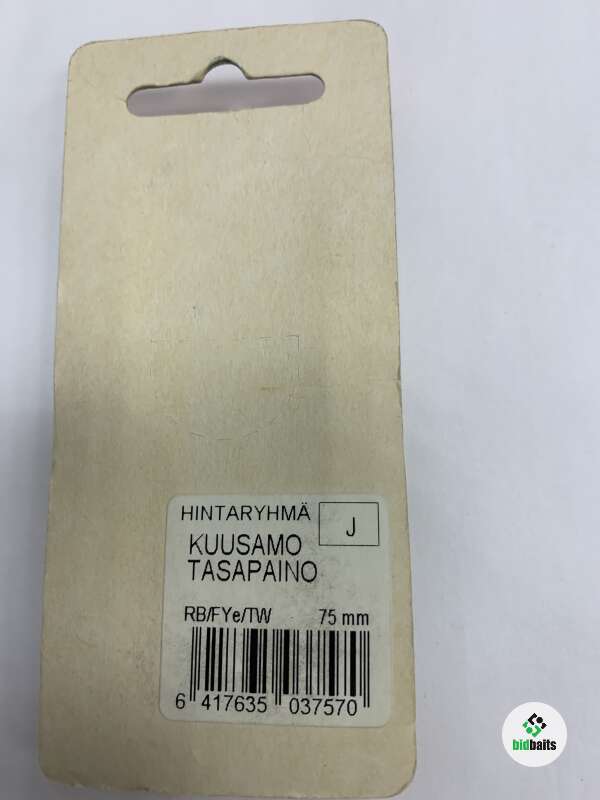 HINTARYHMÄ J
KUUSAMO
TASAPAINO
RB/FYe/TW 75 mm
6 417635 037570
bidbaits